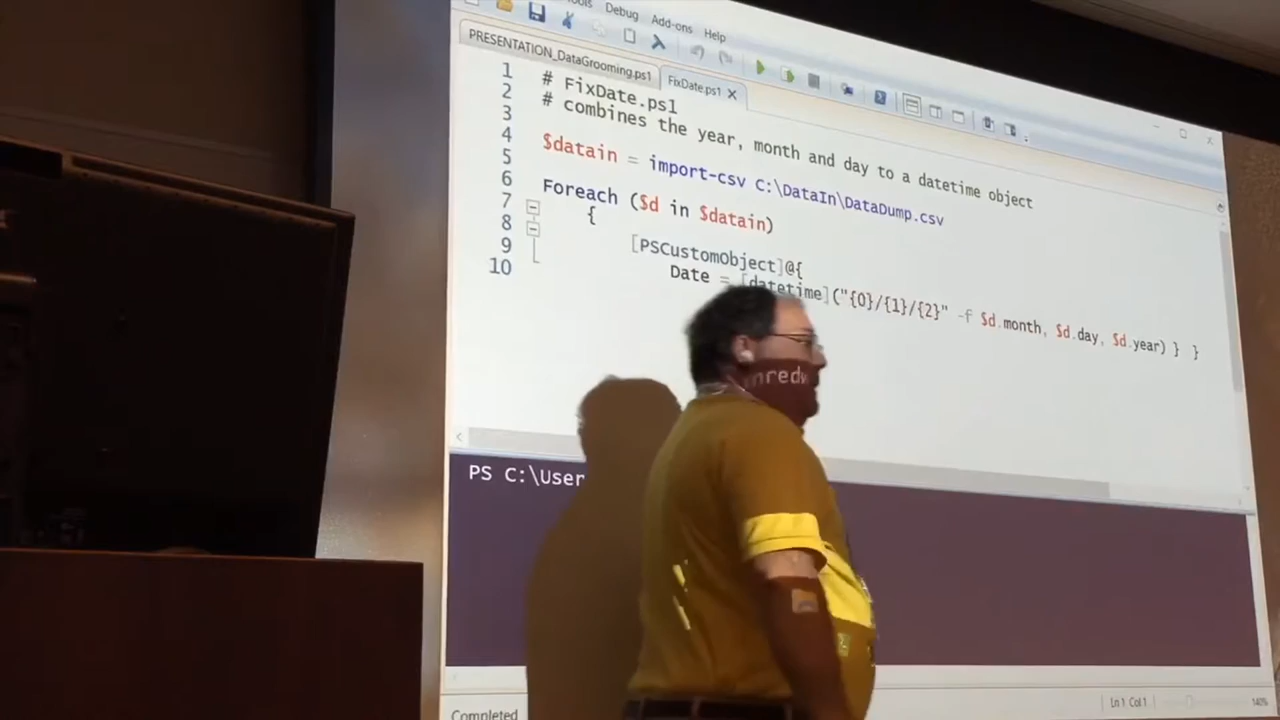 Debug Add-ons Help
PRESENTATION_DataGrooming.ps1 FixDate.ps1
1 # FixDate.ps1
2 # combines the year, month and day to a datetime object
3
4 $datain = import-csv C:\DataIn\DataDump.csv
5
6 Foreach ($d in $datain)
7 {
8 [PSCustomObject]@{
9 Date = [datetime]("{0}/{1}/{2}" -f $d.month, $d.day, $d.year) } }
10
PS C:\User
Completed
Ln 1 Col 1
140%